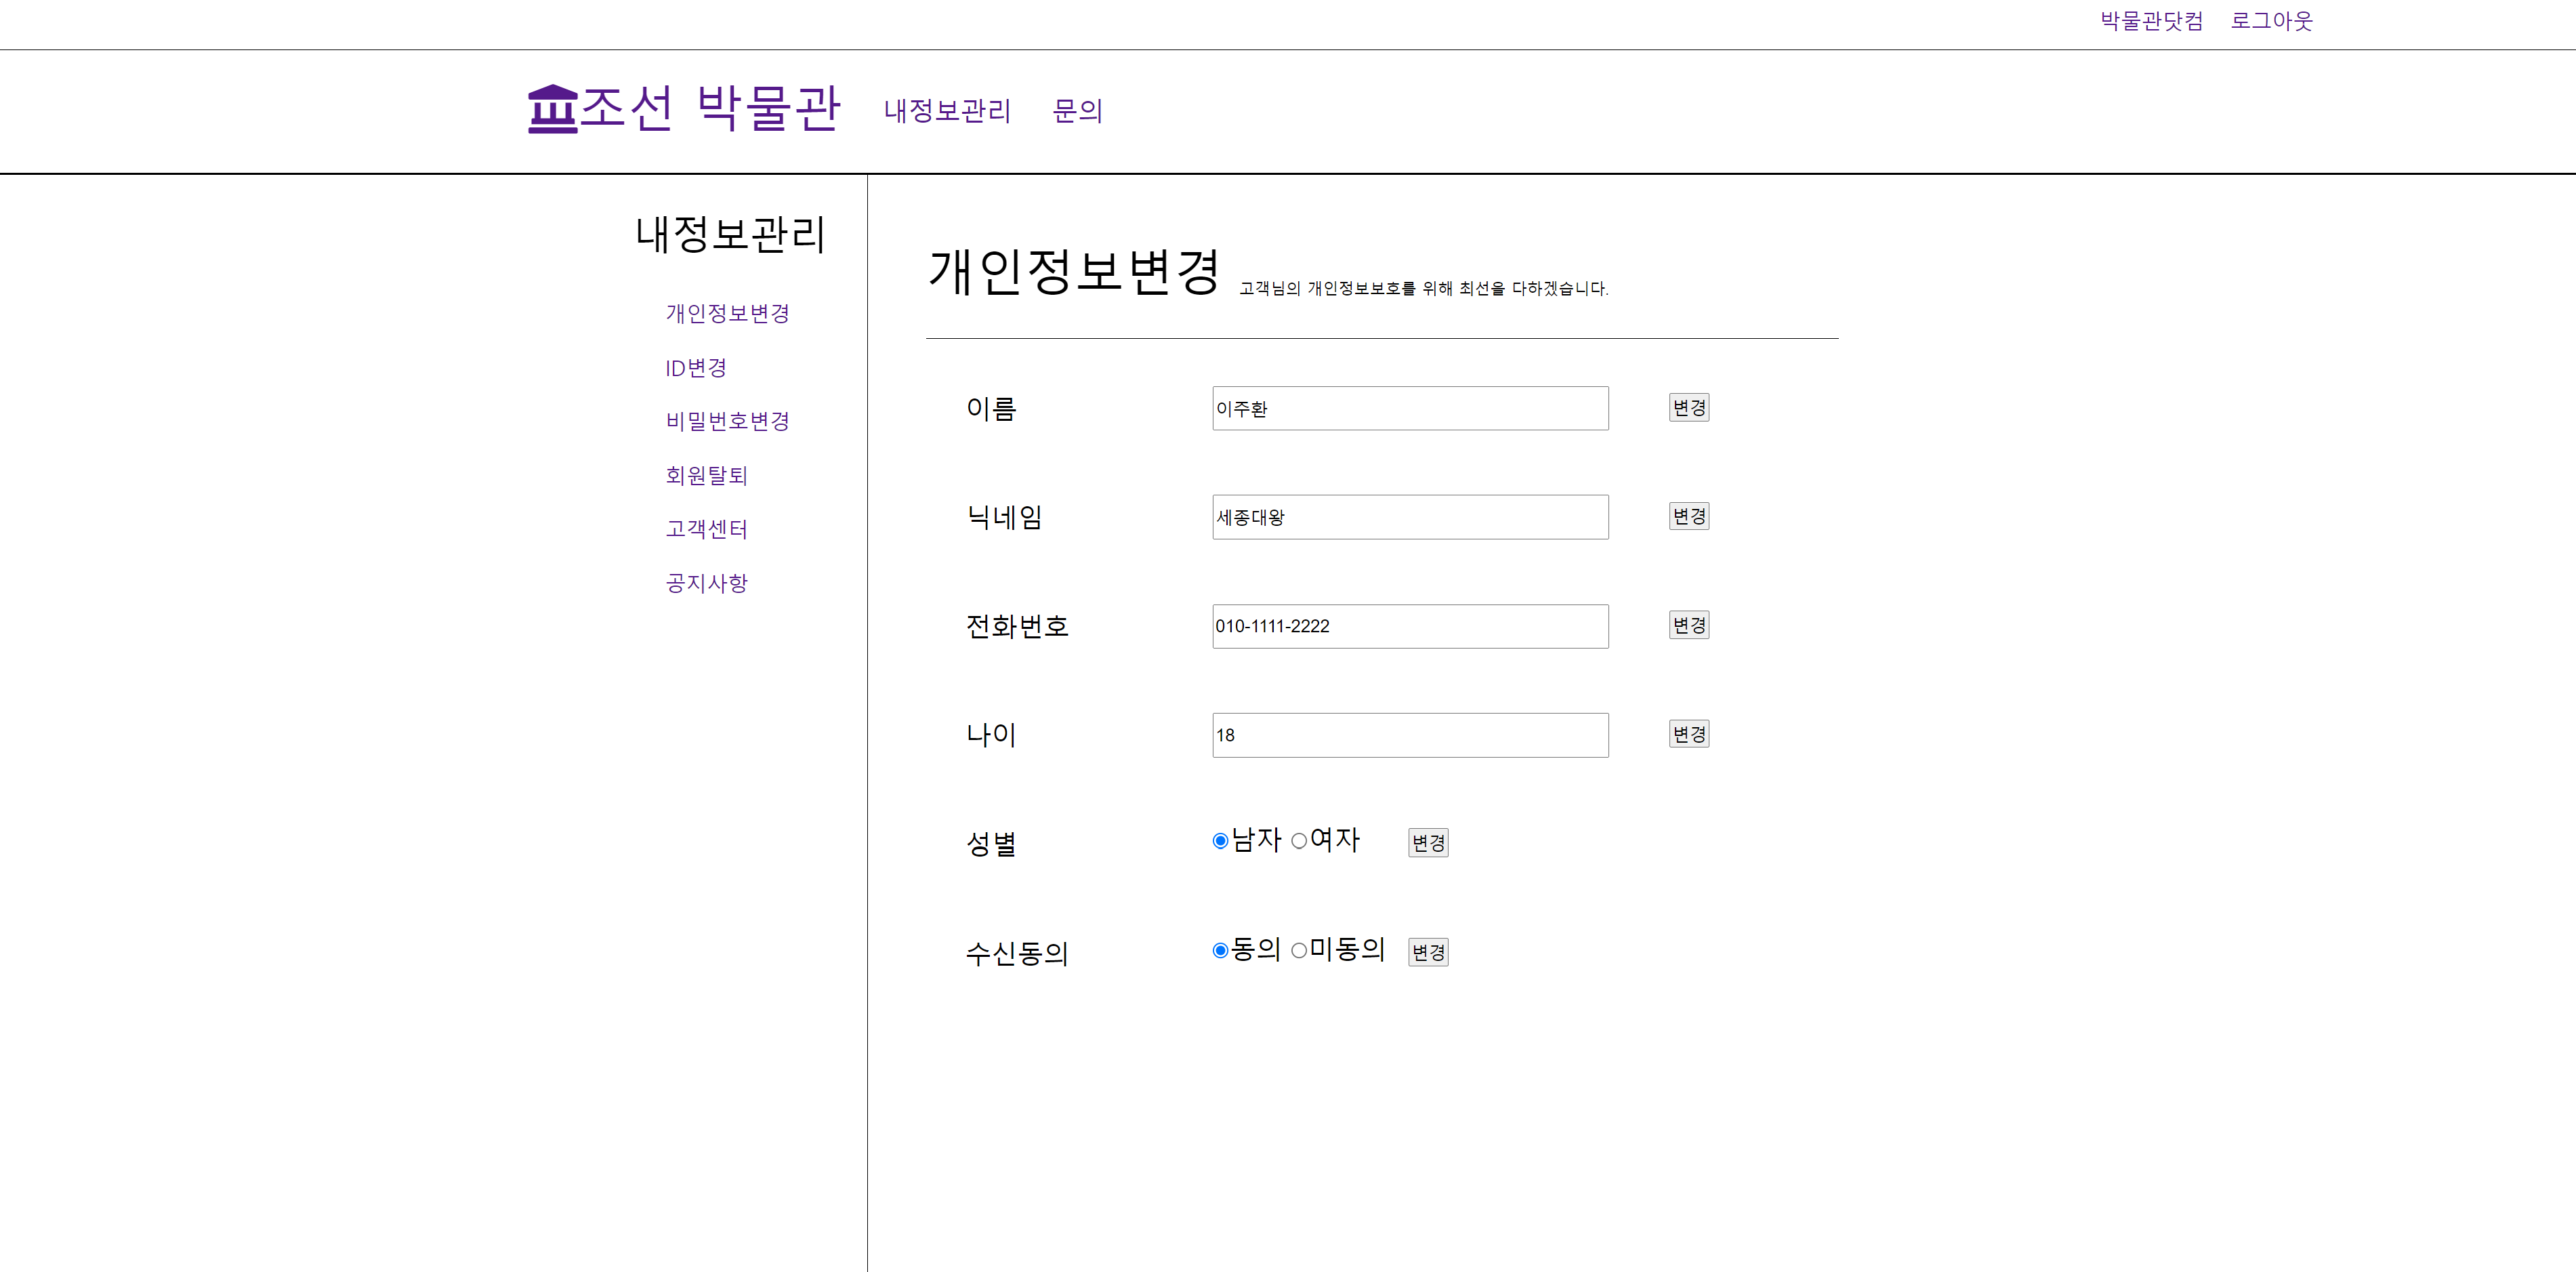 박물관닷컴 로그아웃
조선 박물관 내정보관리 문의
내정보관리
개인정보변경
ID변경
비밀번호변경
회원탈퇴
고객센터
공지사항
개인정보변경 고객님의 개인정보보호를 위해 최선을 다하겠습니다.
이름 이주환 변경
닉네임 세종대왕 변경
전화번호 010-1111-2222 변경
나이 18 변경
성별 남자 여자 변경
수신동의 동의 미동의 변경